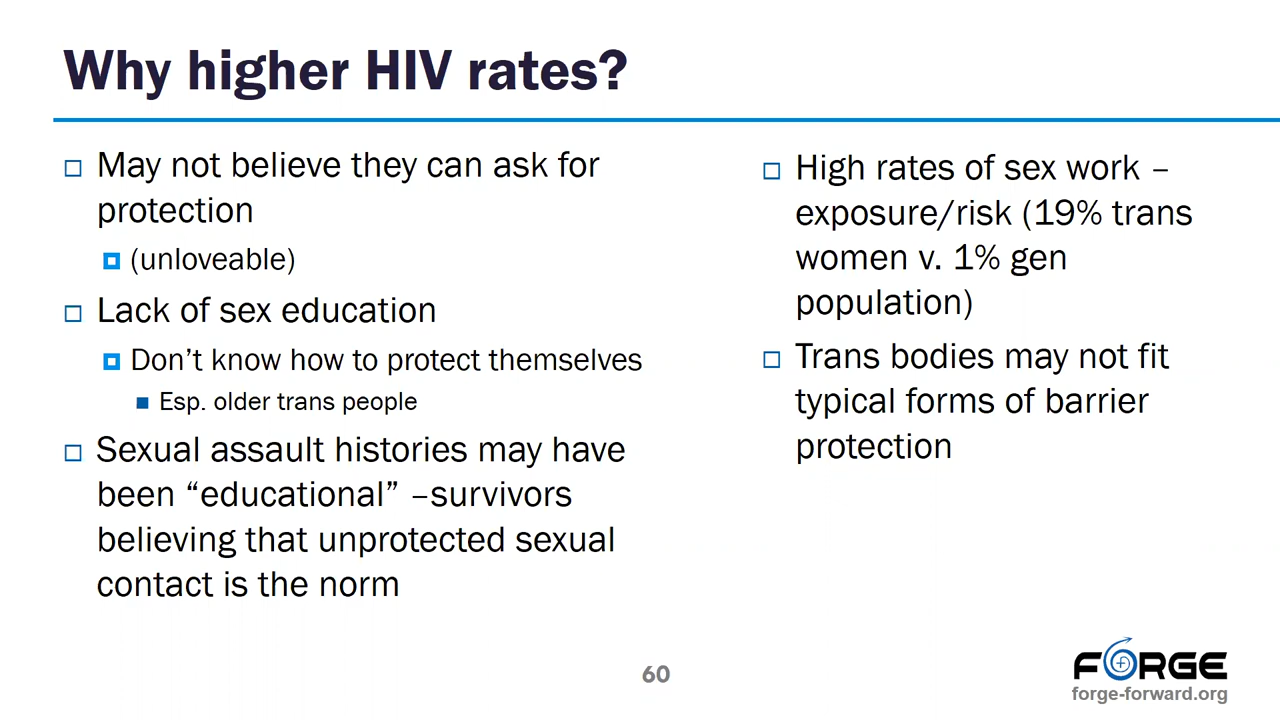 Why higher HIV rates?
May not believe they can ask for
protection
(unloveable)
Lack of sex education
Don’t know how to protect themselves
Esp. older trans people
Sexual assault histories may have
been “educational” –survivors
believing that unprotected sexual
contact is the norm
High rates of sex work –
exposure/risk (19% trans
women v. 1% gen
population)
Trans bodies may not fit
typical forms of barrier
protection
60
FORGE
forge-forward.org